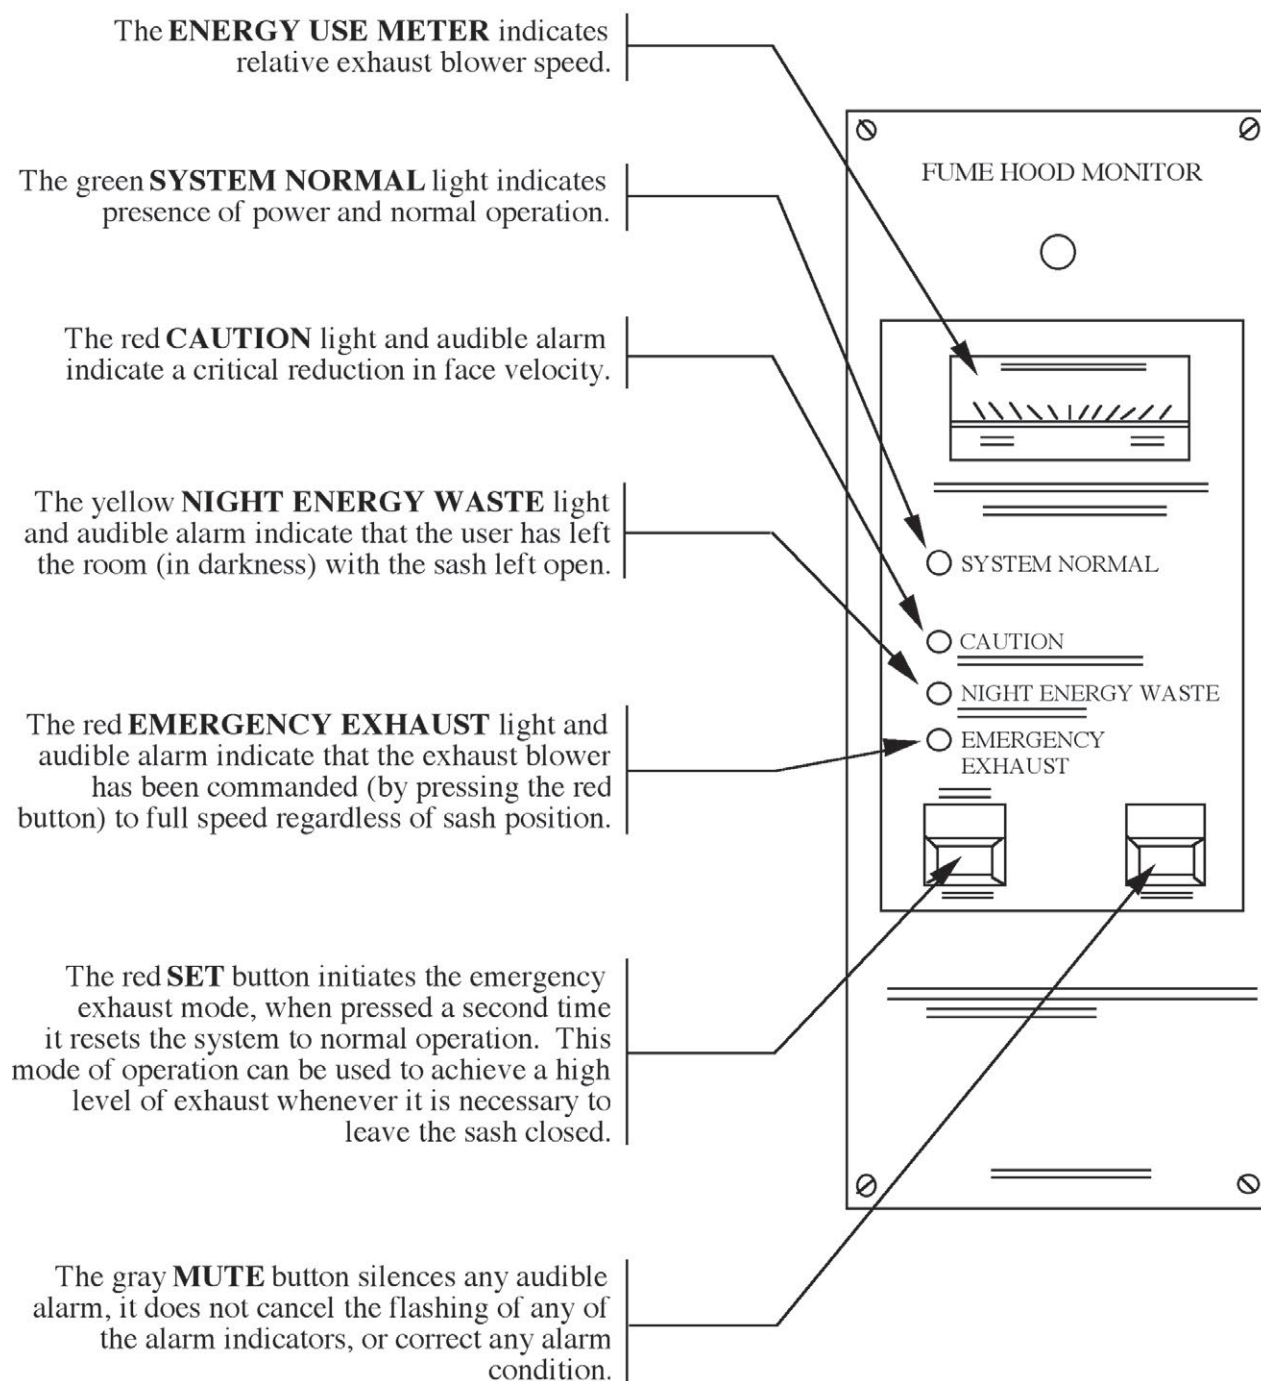 The ENERGY USE METER indicates
relative exhaust blower speed.
The green SYSTEM NORMAL light indicates
presence of power and normal operation.
The red CAUTION light and audible alarm
indicate a critical reduction in face velocity.
The yellow NIGHT ENERGY WASTE light
and audible alarm indicate that the user has left
the room (in darkness) with the sash left open.
The red EMERGENCY EXHAUST light and
audible alarm indicate that the exhaust blower
has been commanded (by pressing the red
button) to full speed regardless of sash position.
The red SET button initiates the emergency
exhaust mode, when pressed a second time
it resets the system to normal operation. This
mode of operation can be used to achieve a high
level of exhaust whenever it is necessary to
leave the sash closed.
The gray MUTE button silences any audible
alarm, it does not cancel the flashing of any of
the alarm indicators, or correct any alarm
condition.
FUME HOOD MONITOR
SYSTEM NORMAL
CAUTION
NIGHT ENERGY WASTE
EMERGENCY
EXHAUST